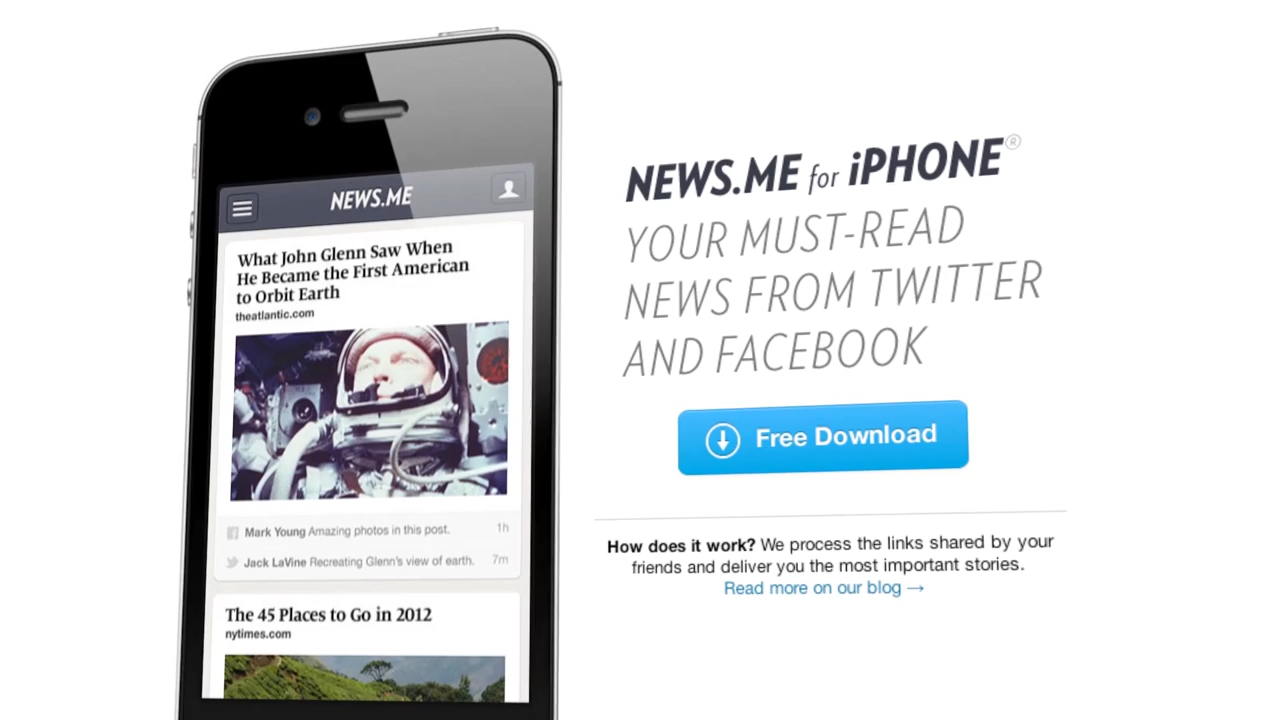 NEWS.ME
What John Glenn Saw When
He Became the First American
to Orbit Earth
theatlantic.com
Mark Young Amazing photos in this post. 1h
Jack LaVine Recreating Glenn's view of earth. 7m
The 45 Places to Go in 2012
nytimes.com
NEWS.ME for iPHONE®
YOUR MUST-READ
NEWS FROM TWITTER
AND FACEBOOK
Free Download
How does it work? We process the links shared by your
friends and deliver you the most important stories.
Read more on our blog →